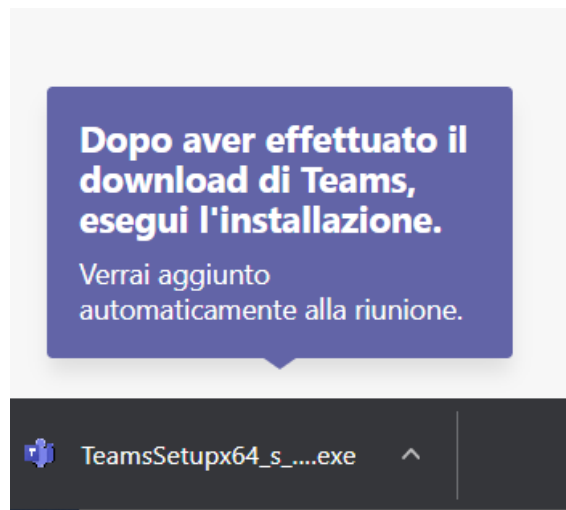 Dopo aver effettuato il
download di Teams,
esegui l'installazione.
Verrai aggiunto
automaticamente alla riunione.
TeamsSetupx64_s_....exe